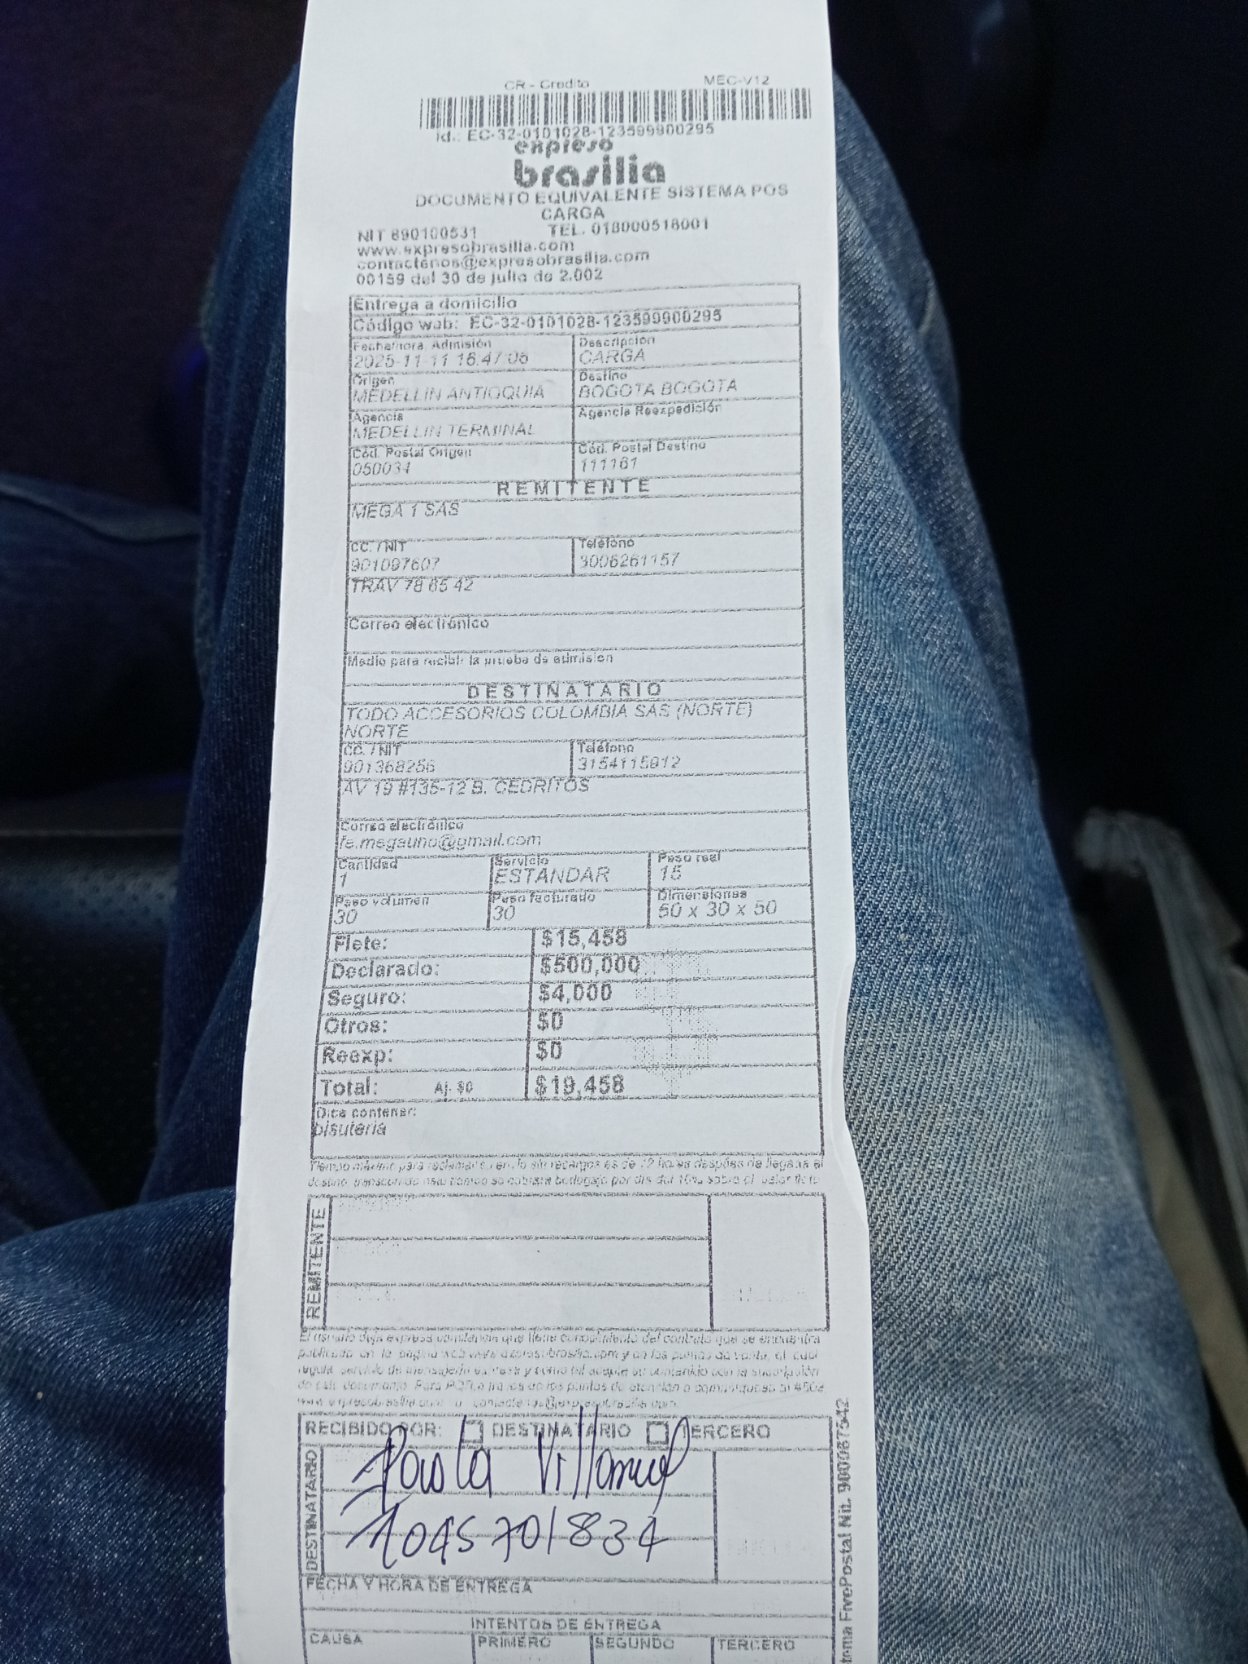 CR - Credito MEC-V12
Id.: EC-32-0101028-123599900295
expreso
brasilia
DOCUMENTO EQUIVALENTE SISTEMA POS
CARGA
NIT 890100531 TEL. 018000518001
www.expresobrasilia.com
contactenos@expresobrasilia.com
00159 del 30 de julio de 2.002
Entrega a domicilio
Código web: EC-32-0101028-123599900295
Fecha/hora Admisión Descripción
2025-11-11 16:47:06 CARGA
Origen Destino
MEDELLIN ANTIOQUIA BOGOTA BOGOTA
Agencia Agencia Reexpedición
MEDELLIN TERMINAL
Cód. Postal Origen Cód. Postal Destino
050034 111161
REMITENTE
MEGA 1 SAS
CC. / NIT Teléfono
901097607 3006261157
TRAV 78 65 42
Correo electrónico
Medio para recibir la prueba de admision
DESTINATARIO
TODO ACCESORIOS COLOMBIA SAS (NORTE)
NORTE
CC. / NIT Teléfono
901368256 3154115912
AV 19 #135-12 B. CEDRITOS
Correo electrónico
fe.megauno@gmail.com
Cantidad Servicio Peso real
1 ESTANDAR 15
Peso volumen Peso facturado Dimensiones
30 30 50 x 30 x 50
Flete: $15,458
Declarado: $500,000
Seguro: $4,000
Otros: $0
Reexp: $0
Total: Aj. $0 $19,458
Dice contener:
bisuteria
REMITENTE
RECIBIDO POR: DESTINATARIO TERCERO
DESTINATARIO
Paola
1045701834
FECHA Y HORA DE ENTREGA
INTENTOS DE ENTREGA
CAUSA PRIMERO SEGUNDO TERCERO
FivePostal Nit. 900087542